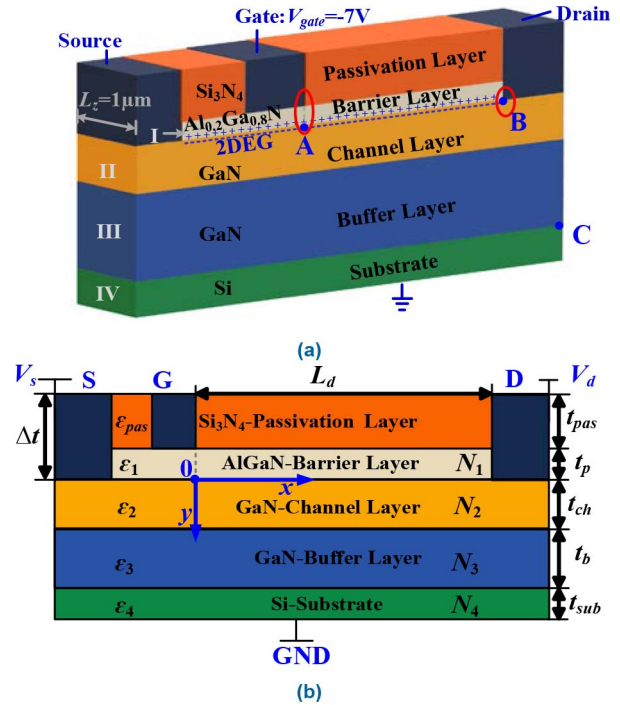 Source
Gate: V_gate=-7V
Drain
L_z=1μm
Si₃N₄
Passivation Layer
Al₀.₂Ga₀.₈N
Barrier Layer
I
2DEG
A
B
II
GaN
Channel Layer
III
GaN
Buffer Layer
C
IV
Si
Substrate
(a)
V_s
S
G
L_d
D
V_d
Δt
ε_pas
Si₃N₄-Passivation Layer
t_pas
ε₁
0
AlGaN-Barrier Layer
N₁
t_p
x
ε₂
y
GaN-Channel Layer
N₂
t_ch
ε₃
GaN-Buffer Layer
N₃
t_b
ε₄
Si-Substrate
N₄
t_sub
GND
(b)